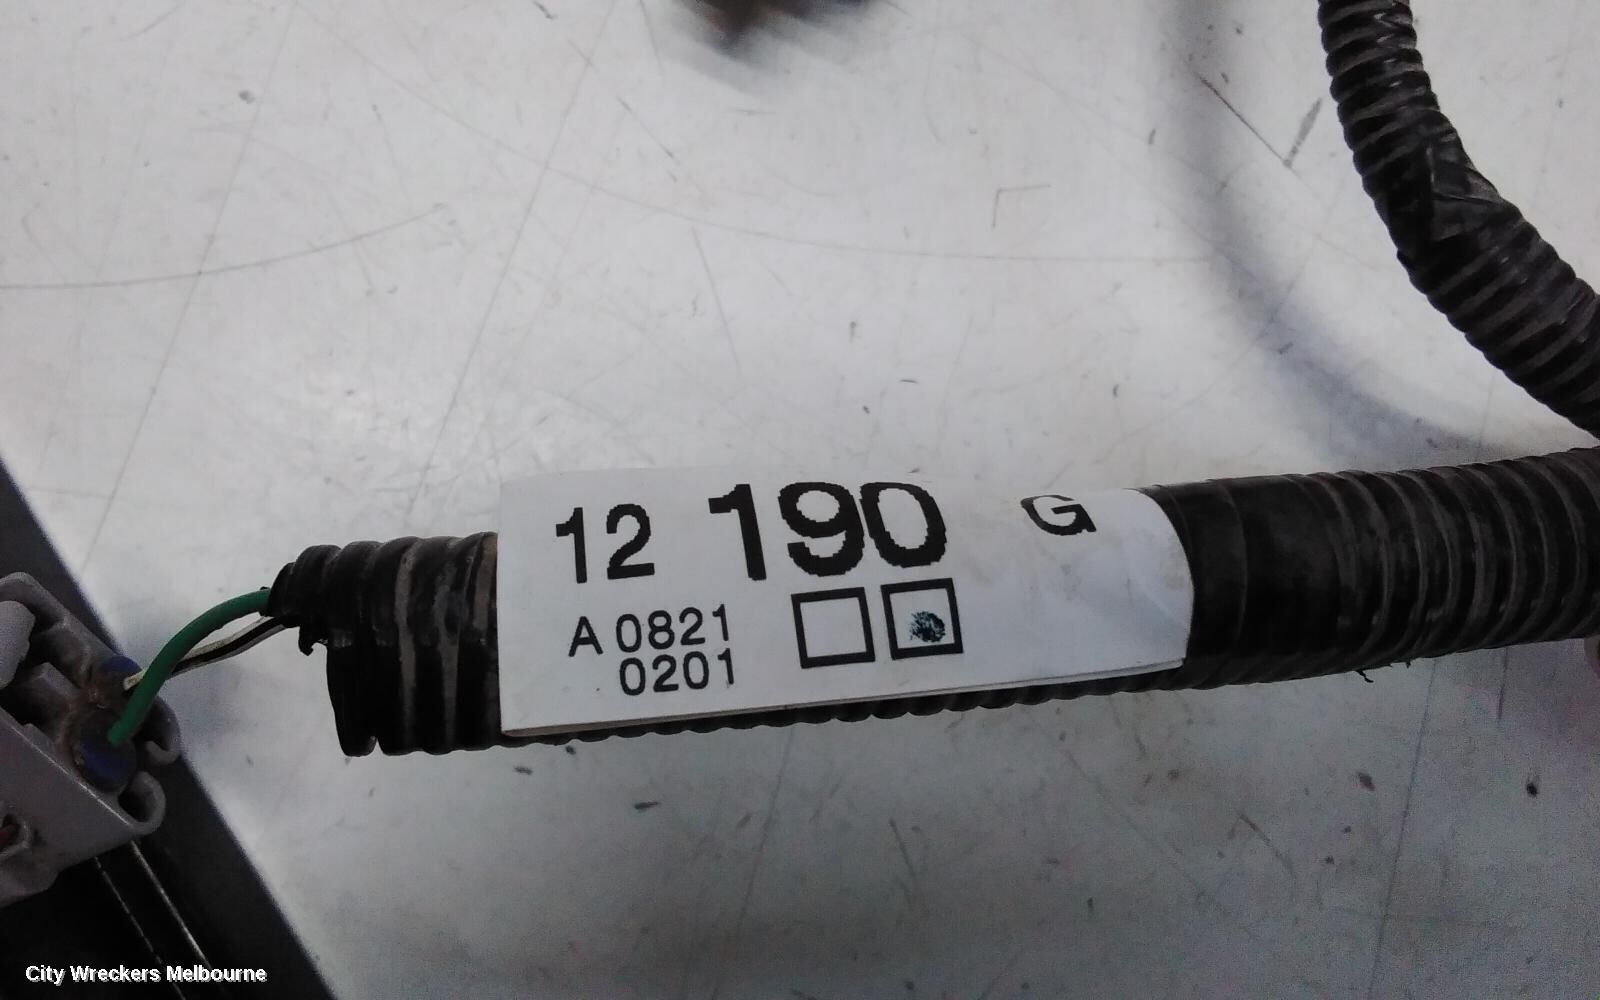 12 190 G
A 0821
0201
City Wreckers Melbourne